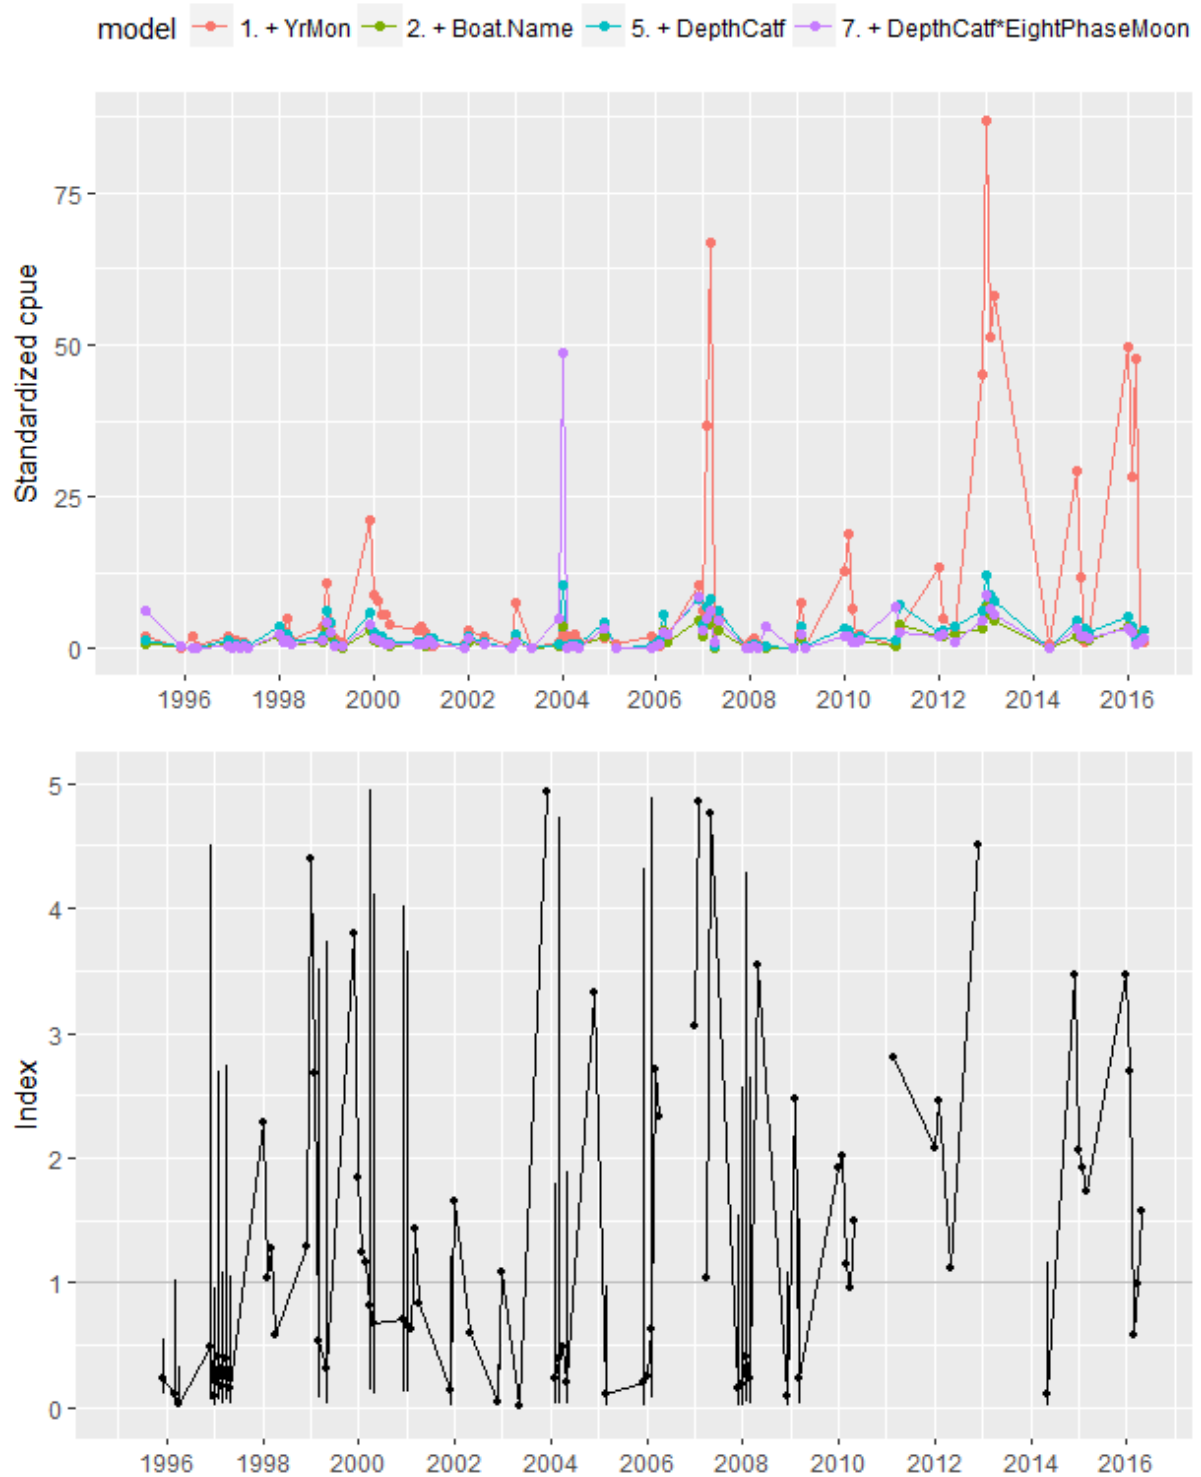 model 1. + YrMon 2. + Boat.Name 5. + DepthCatf 7. + DepthCatf*EightPhaseMoon
Standardized cpue
75
50
25
0
1996 1998 2000 2002 2004 2006 2008 2010 2012 2014 2016
Index
5
4
3
2
1
0
1996 1998 2000 2002 2004 2006 2008 2010 2012 2014 2016